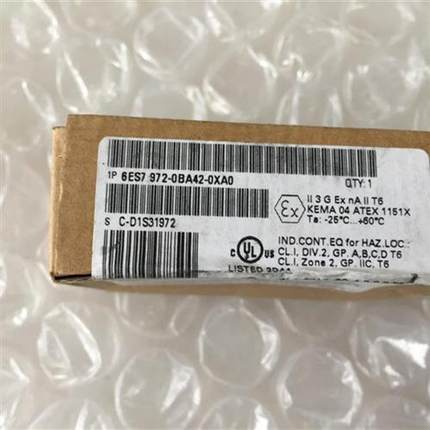 1P 6ES7 972-0BA42-0XA0
QTY: 1
S C-D1S31972
Ex
II 3 G Ex nA II T6
KEMA 04 ATEX 1151X
Ta: -25°C...+60°C
UL
LISTED
IND.CONT.EQ for HAZ.LOC.:
CL.I, DIV.2, GP. A,B,C,D T6
CL.I, Zone 2, GP. IIC, T6